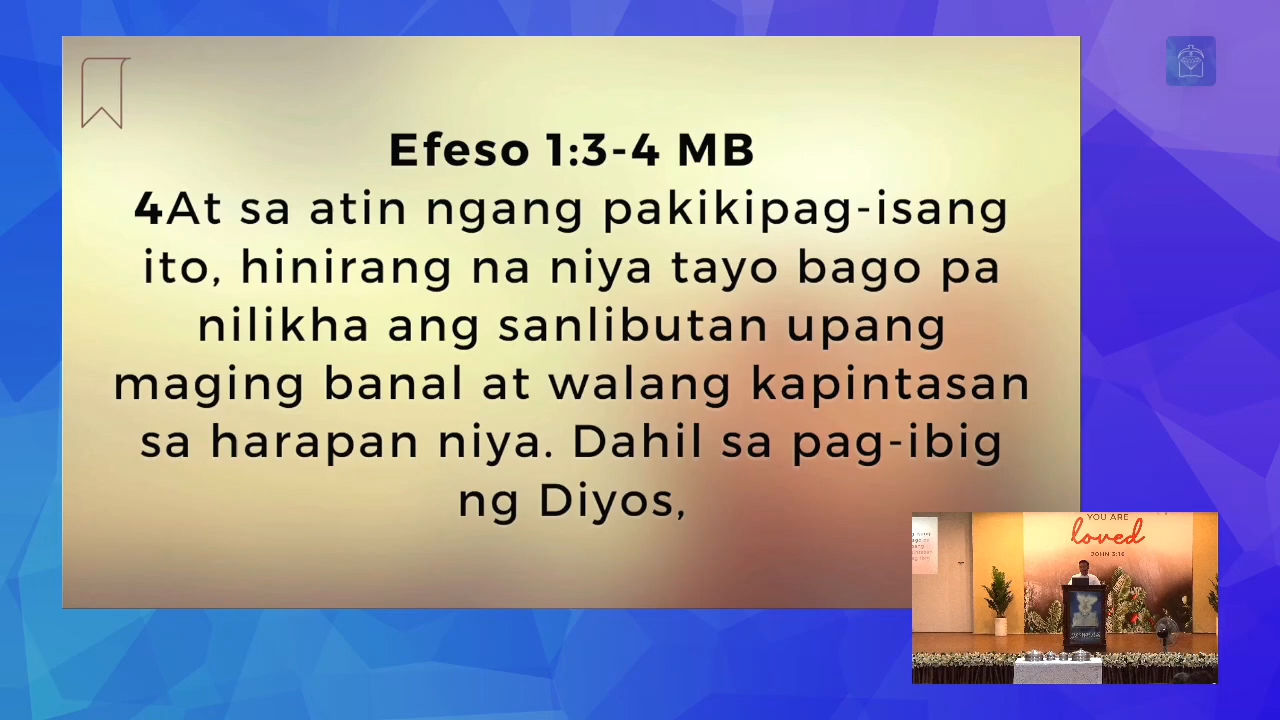 Efeso 1:3-4 MB
4At sa atin ngang pakikipag-isang
ito, hinirang na niya tayo bago pa
nilikha ang sanlibutan upang
maging banal at walang kapintasan
sa harapan niya. Dahil sa pag-ibig
ng Diyos,
YOU ARE
loved
JOHN 3:16